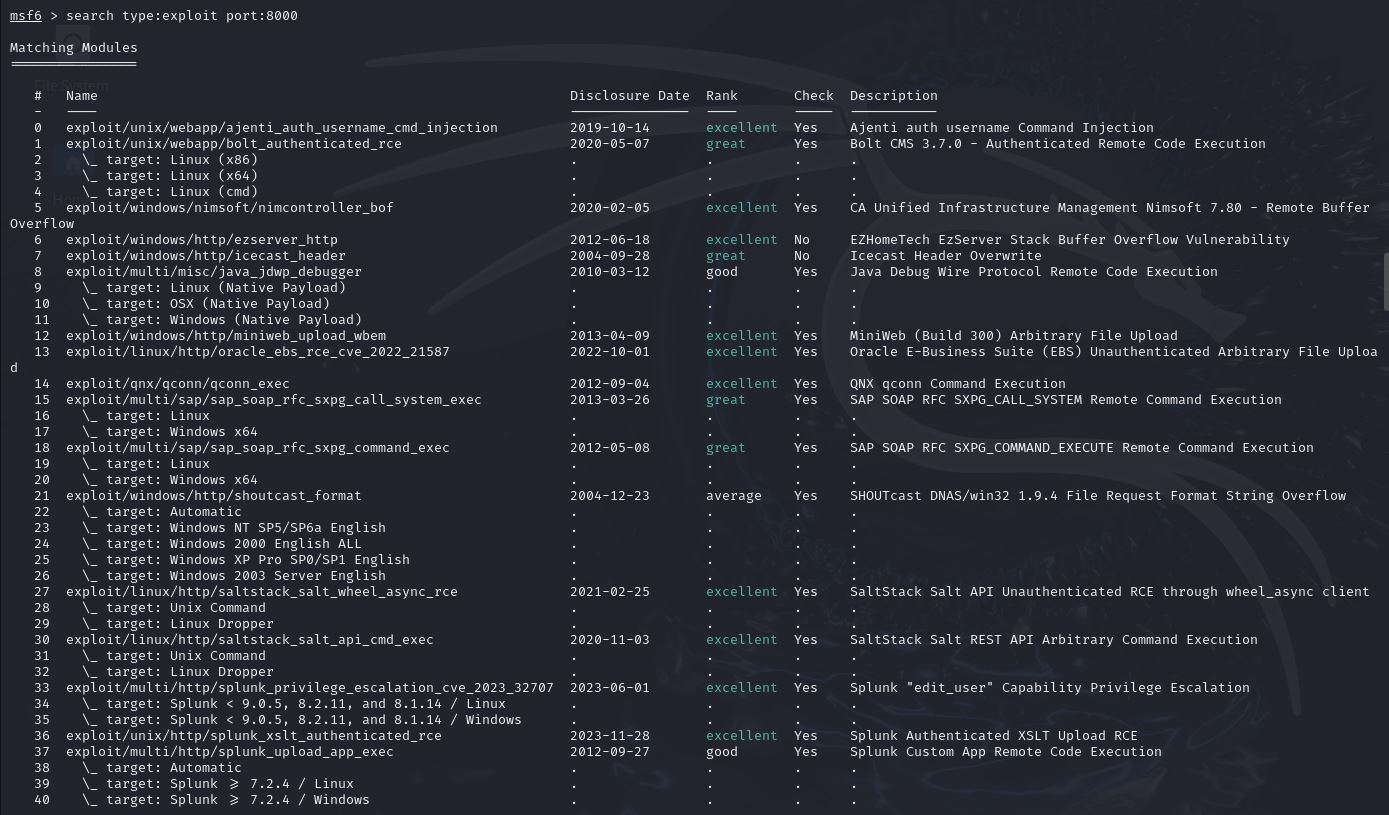 msf6 > search type:exploit port:8000
Matching Modules
================
File System
#   Name   Disclosure Date   Rank   Check   Description
-   ----   ---------------   ----   -----   -----------
0   exploit/unix/webapp/ajenti_auth_username_cmd_injection   2019-10-14   excellent   Yes   Ajenti auth username Command Injection
1   exploit/unix/webapp/bolt_authenticated_rce   2020-05-07   great   Yes   Bolt CMS 3.7.0 - Authenticated Remote Code Execution
2   \_ target: Linux (x86)   .   .   .   .
3   \_ target: Linux (x64)   .   .   .   .
4   \_ target: Linux (cmd)   .   .   .   .
Home
5   exploit/windows/nimsoft/nimcontroller_bof   2020-02-05   excellent   Yes   CA Unified Infrastructure Management Nimsoft 7.80 - Remote Buffer
Overflow
6   exploit/windows/http/ezserver_http   2012-06-18   excellent   No   EZHomeTech EzServer Stack Buffer Overflow Vulnerability
7   exploit/windows/http/icecast_header   2004-09-28   great   No   Icecast Header Overwrite
8   exploit/multi/misc/java_jdwp_debugger   2010-03-12   good   Yes   Java Debug Wire Protocol Remote Code Execution
9   \_ target: Linux (Native Payload)   .   .   .   .
10   \_ target: OSX (Native Payload)   .   .   .   .
11   \_ target: Windows (Native Payload)   .   .   .   .
12   exploit/windows/http/miniweb_upload_wbem   2013-04-09   excellent   Yes   MiniWeb (Build 300) Arbitrary File Upload
13   exploit/linux/http/oracle_ebs_rce_cve_2022_21587   2022-10-01   excellent   Yes   Oracle E-Business Suite (EBS) Unauthenticated Arbitrary File Uploa
d
14   exploit/qnx/qconn/qconn_exec   2012-09-04   excellent   Yes   QNX qconn Command Execution
15   exploit/multi/sap/sap_soap_rfc_sxpg_call_system_exec   2013-03-26   great   Yes   SAP SOAP RFC SXPG_CALL_SYSTEM Remote Command Execution
16   \_ target: Linux   .   .   .   .
17   \_ target: Windows x64   .   .   .   .
18   exploit/multi/sap/sap_soap_rfc_sxpg_command_exec   2012-05-08   great   Yes   SAP SOAP RFC SXPG_COMMAND_EXECUTE Remote Command Execution
19   \_ target: Linux   .   .   .   .
20   \_ target: Windows x64   .   .   .   .
21   exploit/windows/http/shoutcast_format   2004-12-23   average   Yes   SHOUTcast DNAS/win32 1.9.4 File Request Format String Overflow
22   \_ target: Automatic   .   .   .   .
23   \_ target: Windows NT SP5/SP6a English   .   .   .   .
24   \_ target: Windows 2000 English ALL   .   .   .   .
25   \_ target: Windows XP Pro SP0/SP1 English   .   .   .   .
26   \_ target: Windows 2003 Server English   .   .   .   .
27   exploit/linux/http/saltstack_salt_wheel_async_rce   2021-02-25   excellent   Yes   SaltStack Salt API Unauthenticated RCE through wheel_async client
28   \_ target: Unix Command   .   .   .   .
29   \_ target: Linux Dropper   .   .   .   .
30   exploit/linux/http/saltstack_salt_api_cmd_exec   2020-11-03   excellent   Yes   SaltStack Salt REST API Arbitrary Command Execution
31   \_ target: Unix Command   .   .   .   .
32   \_ target: Linux Dropper   .   .   .   .
33   exploit/multi/http/splunk_privilege_escalation_cve_2023_32707   2023-06-01   excellent   Yes   Splunk "edit_user" Capability Privilege Escalation
34   \_ target: Splunk < 9.0.5, 8.2.11, and 8.1.14 / Linux   .   .   .   .
35   \_ target: Splunk < 9.0.5, 8.2.11, and 8.1.14 / Windows   .   .   .   .
36   exploit/unix/http/splunk_xslt_authenticated_rce   2023-11-28   excellent   Yes   Splunk Authenticated XSLT Upload RCE
37   exploit/multi/http/splunk_upload_app_exec   2012-09-27   good   Yes   Splunk Custom App Remote Code Execution
38   \_ target: Automatic   .   .   .   .
39   \_ target: Splunk >= 7.2.4 / Linux   .   .   .   .
40   \_ target: Splunk >= 7.2.4 / Windows   .   .   .   .